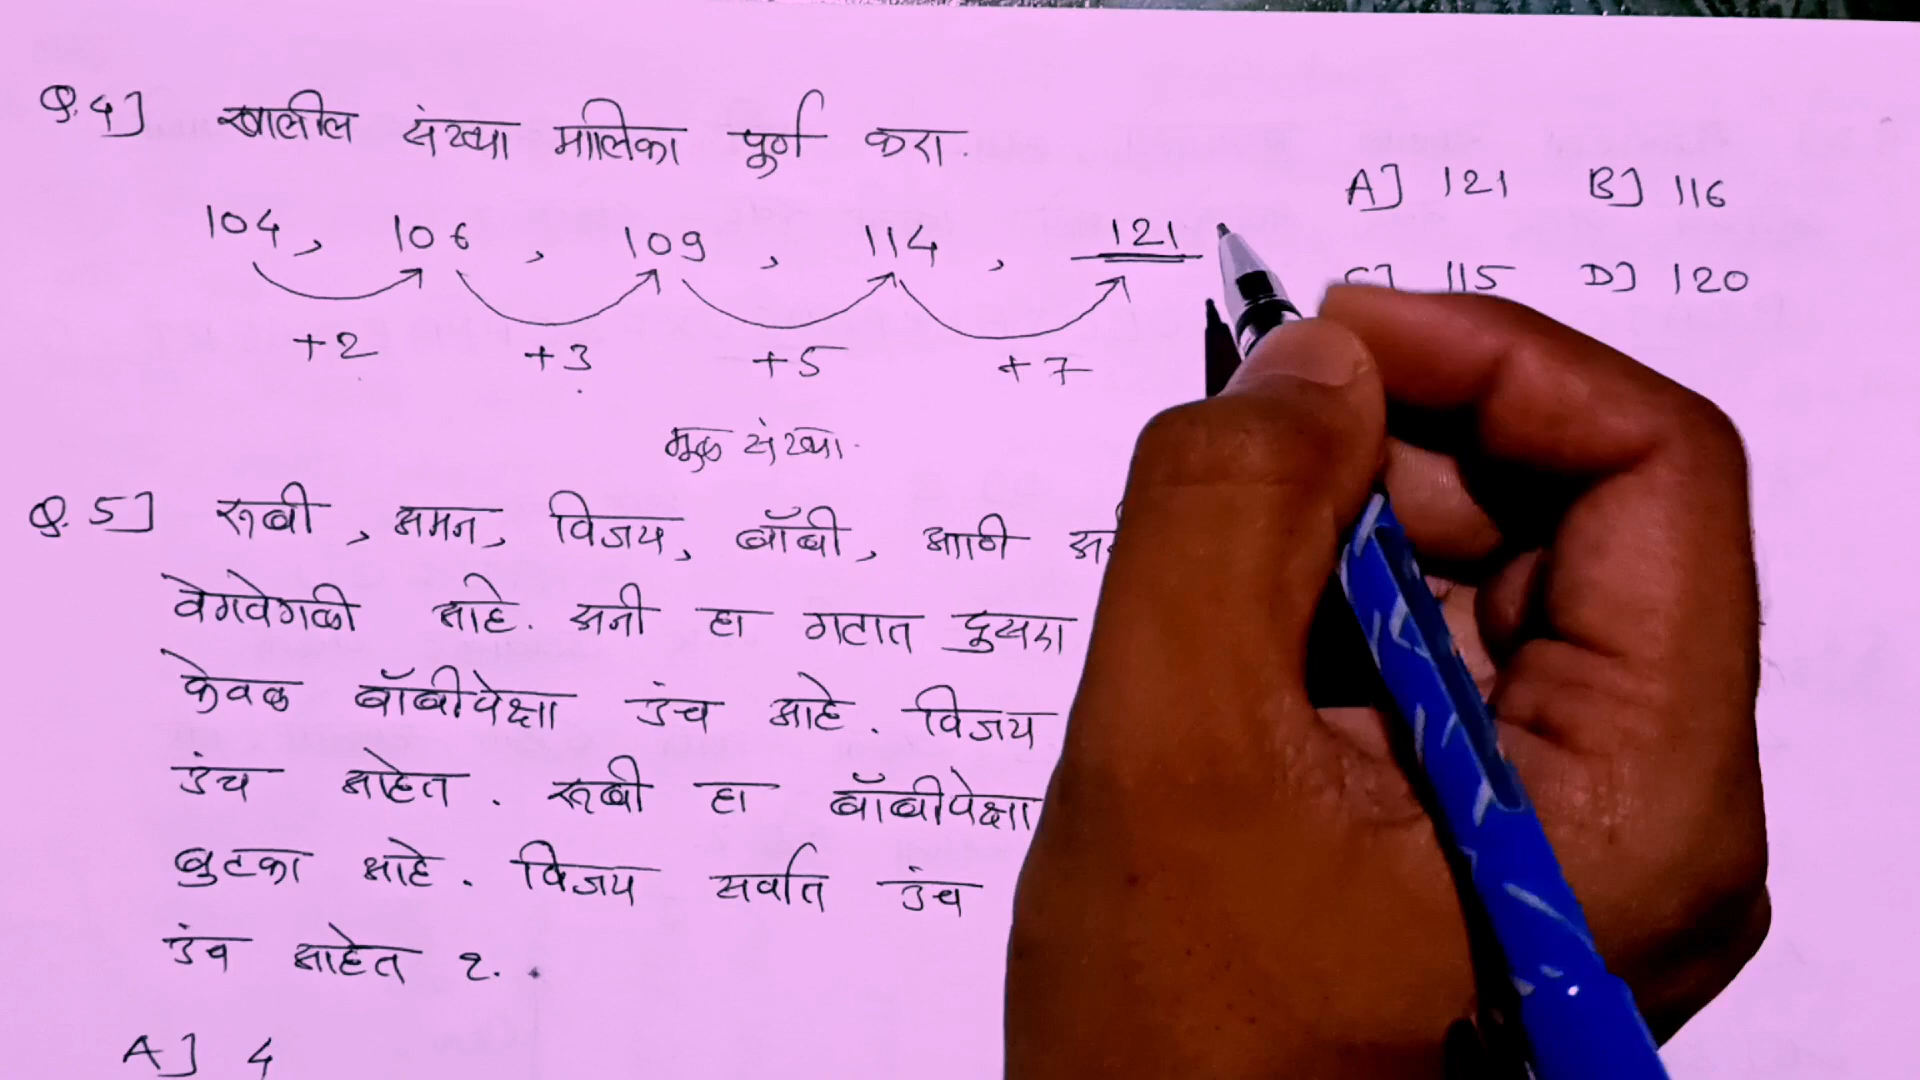 Q.4] खालील संख्या मालिका पूर्ण करा.
104, 106, 109, 114, 121
+2 +3 +5 +7
A] 121 B] 116
C] 115 D] 120
मुळ संख्या.
Q.5] रूबी, अमन, विजय, बॉबी, आणि
वेगवेगळी आहे. अनी हा गटात दुसरा
केवळ बॉबीपेक्षा उंच आहे. विजय
उंच आहेत. रूबी हा बॉबीपेक्षा
बुटका आहे. विजय सर्वात उंच
उंच आहेत ?.
A] 4